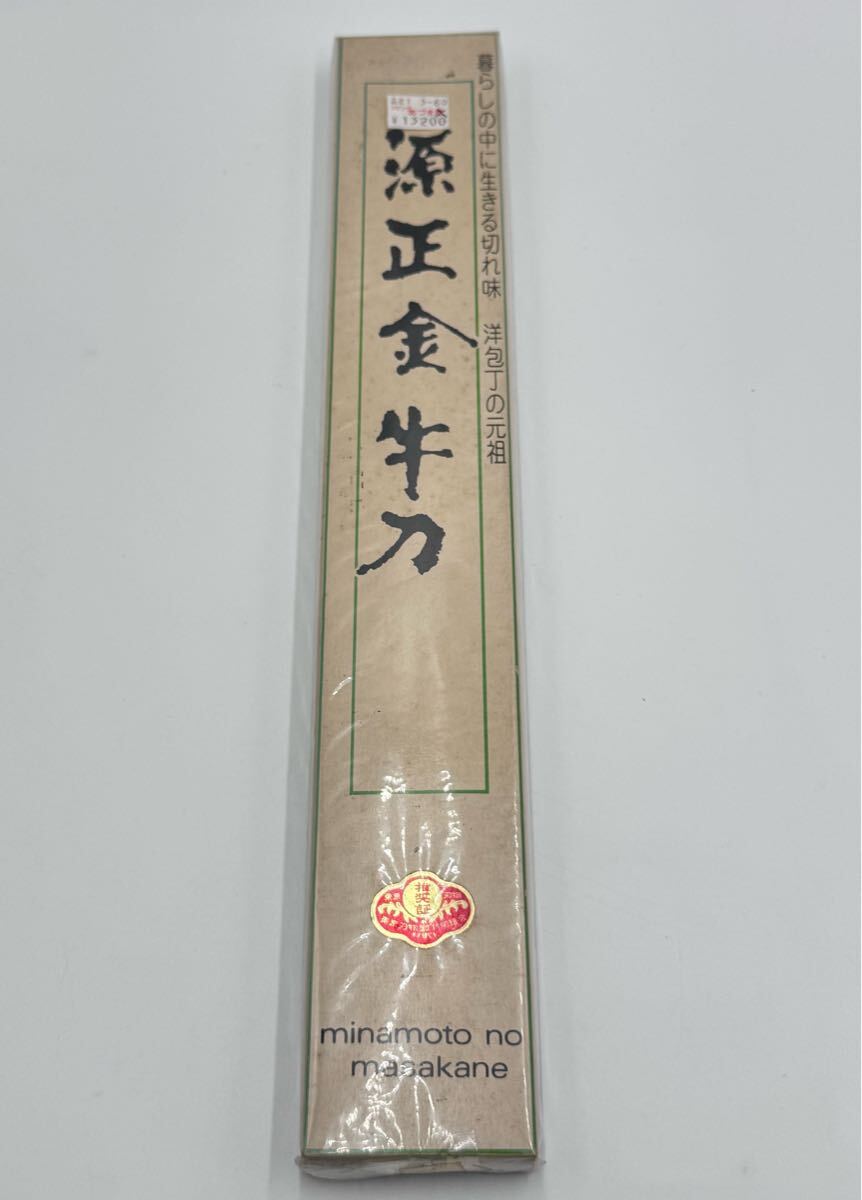 暮らしの中に生きる切れ味 洋包丁の元祖
¥13200
源正金牛刀
推奨証
minamoto no
masakane